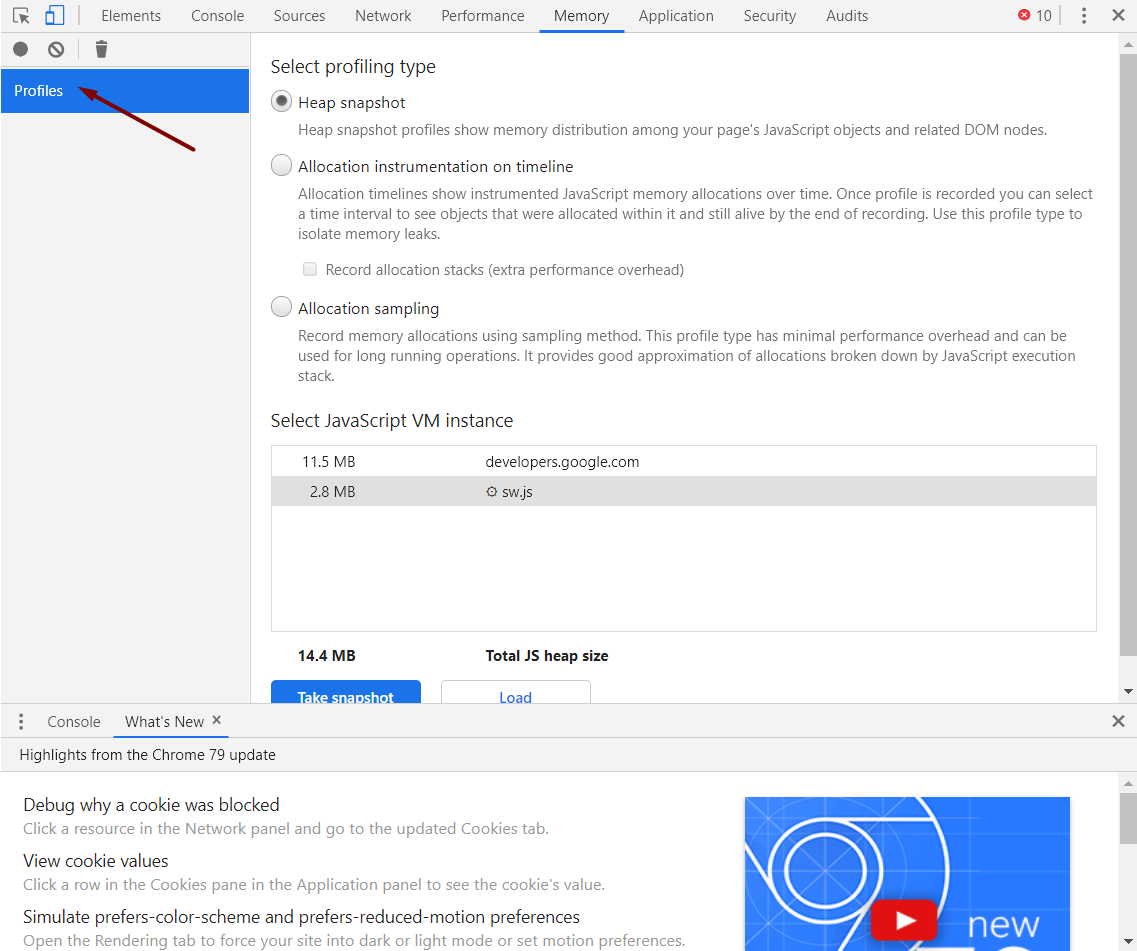 Elements Console Sources Network Performance Memory Application Security Audits 10
Profiles
Select profiling type
Heap snapshot
Heap snapshot profiles show memory distribution among your page's JavaScript objects and related DOM nodes.
Allocation instrumentation on timeline
Allocation timelines show instrumented JavaScript memory allocations over time. Once profile is recorded you can select
a time interval to see objects that were allocated within it and still alive by the end of recording. Use this profile type to
isolate memory leaks.
Record allocation stacks (extra performance overhead)
Allocation sampling
Record memory allocations using sampling method. This profile type has minimal performance overhead and can be
used for long running operations. It provides good approximation of allocations broken down by JavaScript execution
stack.
Select JavaScript VM instance
11.5 MB developers.google.com
2.8 MB sw.js
14.4 MB Total JS heap size
Take snapshot Load
Console What's New
Highlights from the Chrome 79 update
Debug why a cookie was blocked
Click a resource in the Network panel and go to the updated Cookies tab.
View cookie values
Click a row in the Cookies pane in the Application panel to see the cookie's value.
Simulate prefers-color-scheme and prefers-reduced-motion preferences
Open the Rendering tab to force your site into dark or light mode or set motion preferences.
new